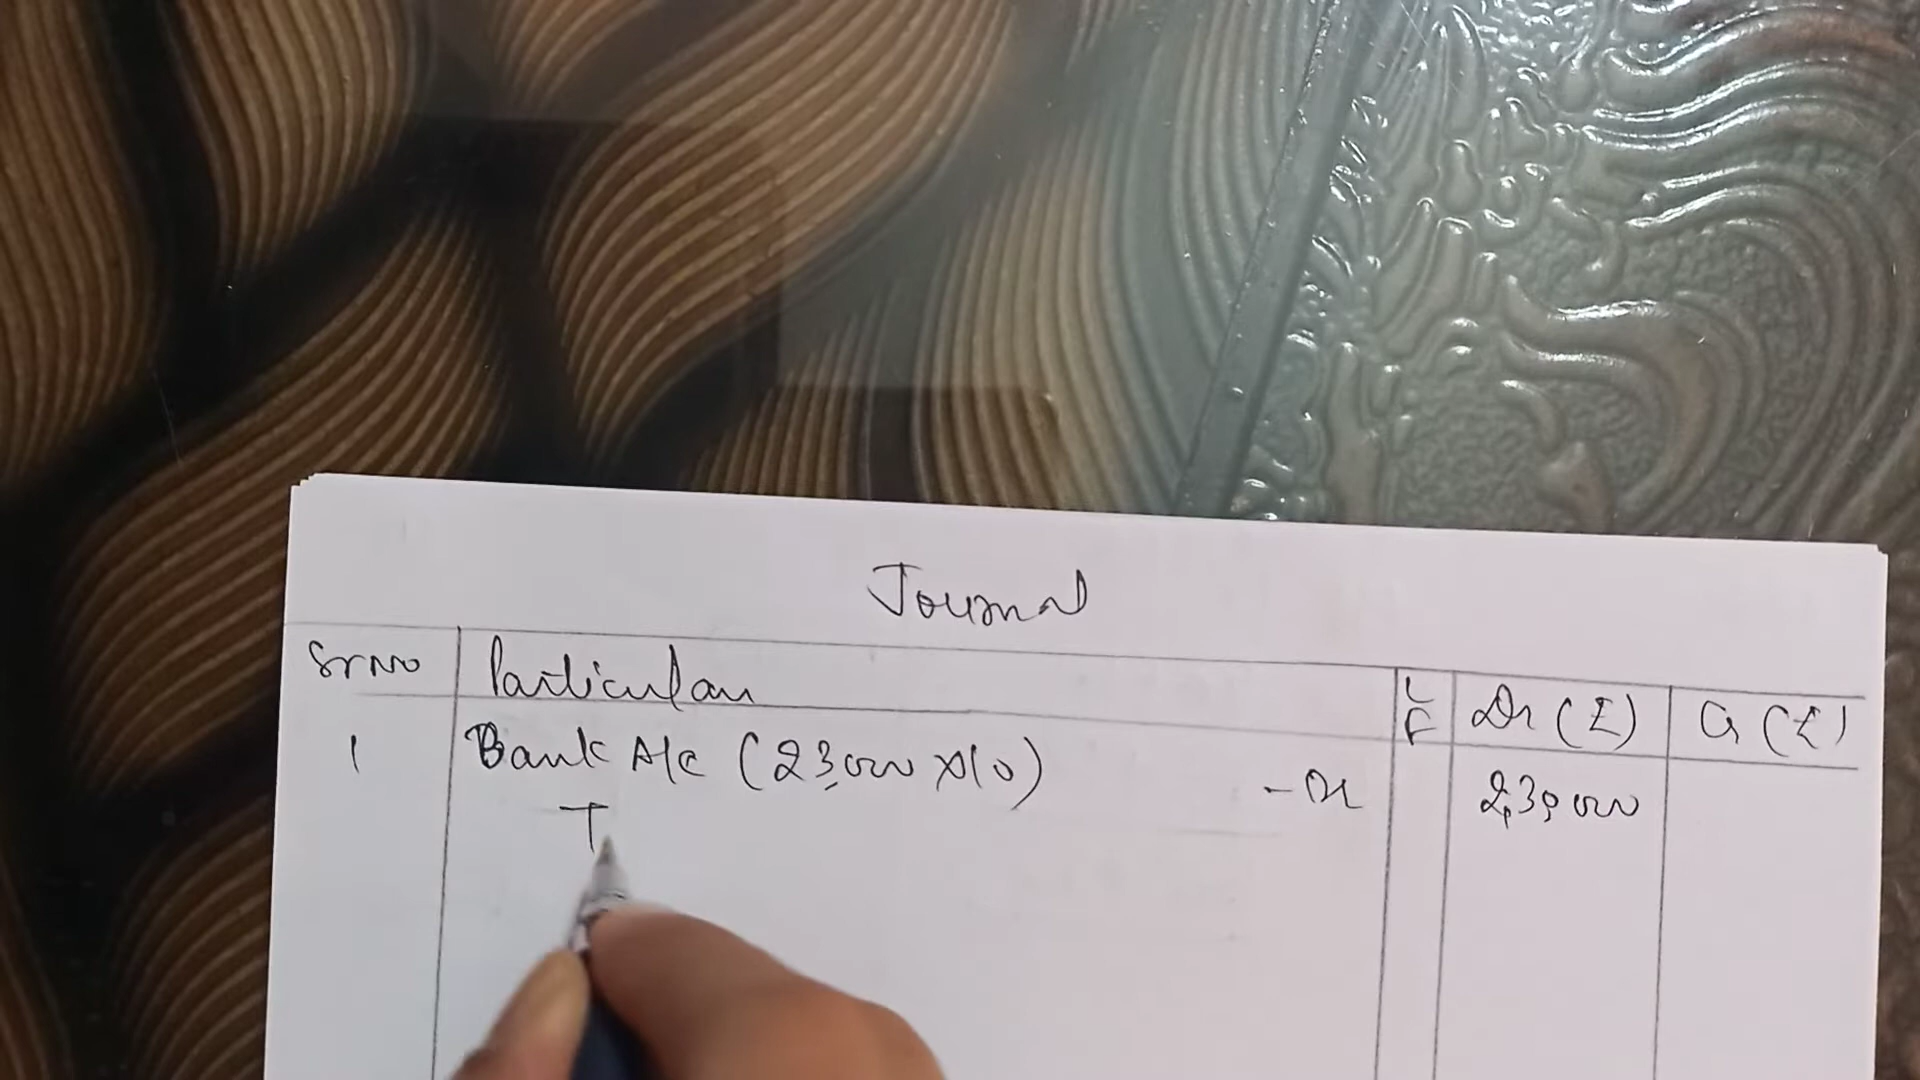 Journal
Sr No Particulars L F Dr (₹) Cr (₹)
1 Bank A/c (23,000 x 10) - Dr 2,30,000
T